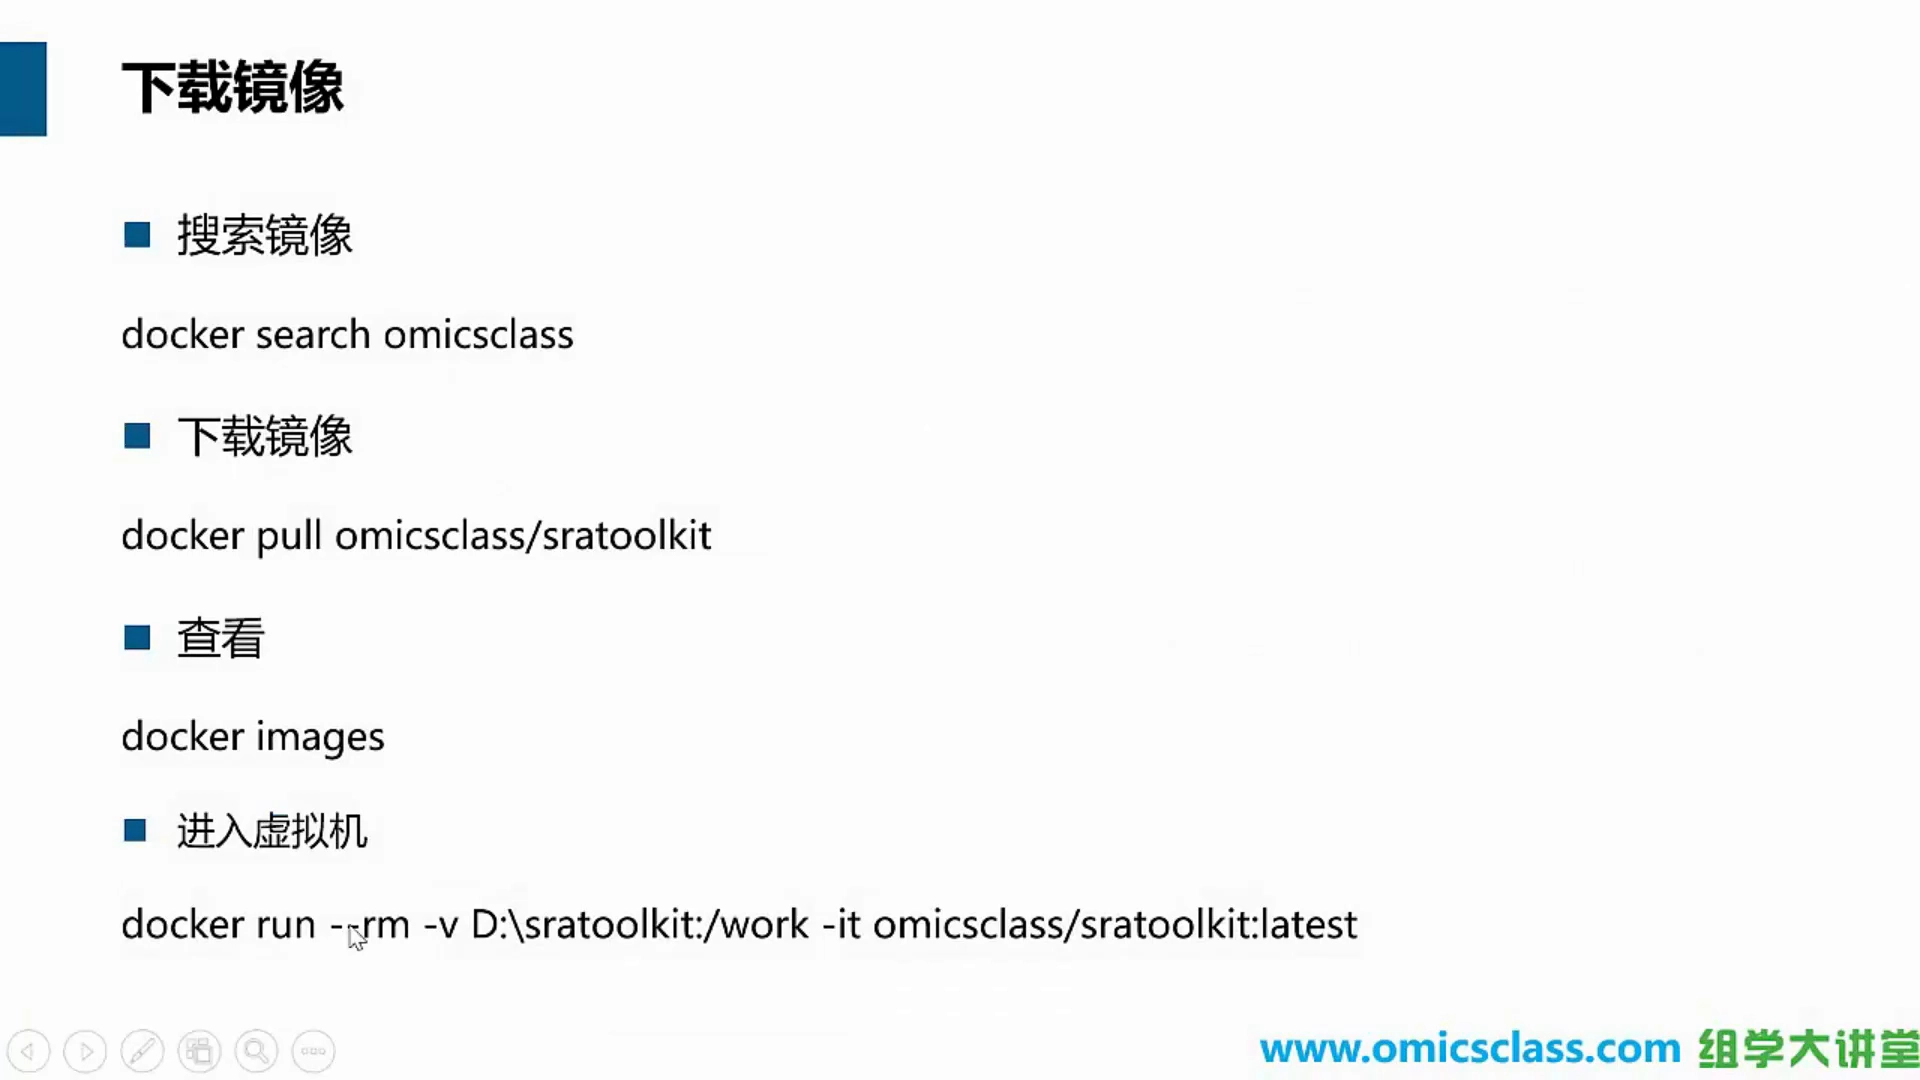 下载镜像
搜索镜像
docker search omicsclass
下载镜像
docker pull omicsclass/sratoolkit
查看
docker images
进入虚拟机
docker run --rm -v D:\sratoolkit:/work -it omicsclass/sratoolkit:latest
www.omicsclass.com 组学大讲堂